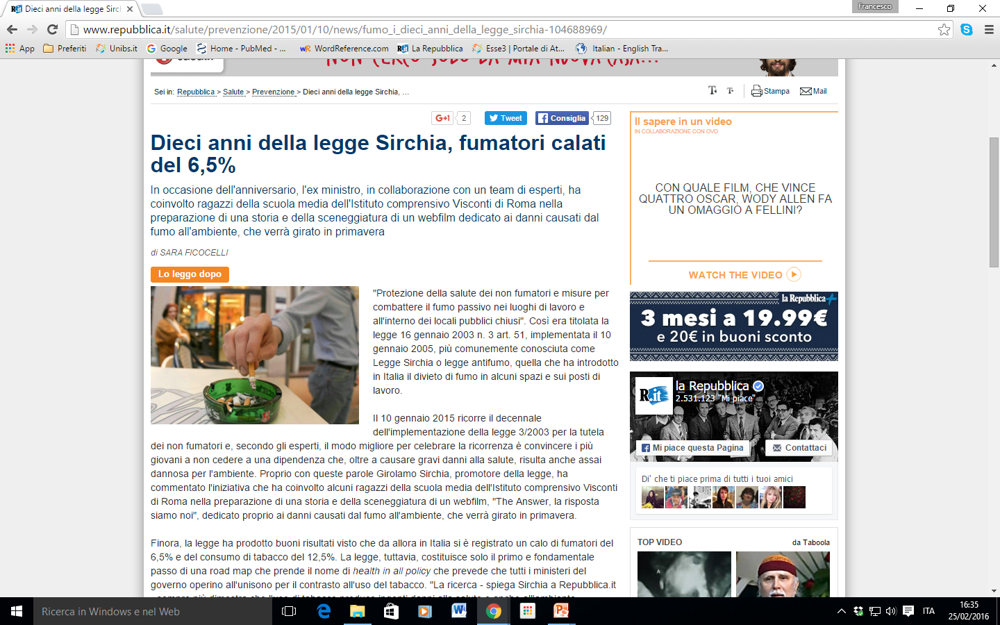 Dieci anni della legge Sirch
Francesco
www.repubblica.it/salute/prevenzione/2015/01/10/news/fumo_i_dieci_anni_della_legge_sirchia-104688969/
App Preferiti Unibs.it Google Home - PubMed - ... WordReference.com La Repubblica Esse3 | Portale di At... Italian - English Tra...
NON CERCO SOLO LA MIA NUOVA CASA...
Sei in: Repubblica > Salute > Prevenzione > Dieci anni della legge Sirchia, ...
Stampa Mail
G+1 2 Tweet Consiglia 129
Dieci anni della legge Sirchia, fumatori calati
del 6,5%
In occasione dell'anniversario, l'ex ministro, in collaborazione con un team di esperti, ha
coinvolto ragazzi della scuola media dell'Istituto comprensivo Visconti di Roma nella
preparazione di una storia e della sceneggiatura di un webfilm dedicato ai danni causati dal
fumo all'ambiente, che verrà girato in primavera
di SARA FICOCELLI
Lo leggo dopo
"Protezione della salute dei non fumatori e misure per
combattere il fumo passivo nei luoghi di lavoro e
all'interno dei locali pubblici chiusi". Così era titolata la
legge 16 gennaio 2003 n. 3 art. 51, implementata il 10
gennaio 2005, più comunemente conosciuta come
Legge Sirchia o legge antifumo, quella che ha introdotto
in Italia il divieto di fumo in alcuni spazi e sui posti di
lavoro.
Il 10 gennaio 2015 ricorre il decennale
dell'implementazione della legge 3/2003 per la tutela
dei non fumatori e, secondo gli esperti, il modo migliore per celebrare la ricorrenza è convincere i più
giovani a non cedere a una dipendenza che, oltre a causare gravi danni alla salute, risulta anche assai
dannosa per l'ambiente. Proprio con queste parole Girolamo Sirchia, promotore della legge, ha
commentato l'iniziativa che ha coinvolto alcuni ragazzi della scuola media dell'Istituto comprensivo Visconti
di Roma nella preparazione di una storia e della sceneggiatura di un webfilm, "The Answer, la risposta
siamo noi", dedicato proprio ai danni causati dal fumo all'ambiente, che verrà girato in primavera.
Finora, la legge ha prodotto buoni risultati visto che da allora in Italia si è registrato un calo di fumatori del
6,5% e del consumo di tabacco del 12,5%. La legge, tuttavia, costituisce solo il primo e fondamentale
passo di una road map che prende il nome di health in all policy che prevede che tutti i ministeri del
governo operino all'unisono per il contrasto all'uso del tabacco. "La ricerca - spiega Sirchia a Repubblica.it
Il sapere in un video
IN COLLABORAZIONE CON OVO
CON QUALE FILM, CHE VINCE
QUATTRO OSCAR, WODY ALLEN FA
UN OMAGGIO A FELLINI?
WATCH THE VIDEO
la Repubblica+
3 mesi a 19.99€
e 20€ in buoni sconto
R.it
la Repubblica
2.531.123 "Mi piace"
Mi piace questa Pagina Contattaci
Di' che ti piace prima di tutti i tuoi amici
TOP VIDEO da Taboola
Ricerca in Windows e nel Web
ITA
16:35
25/02/2016